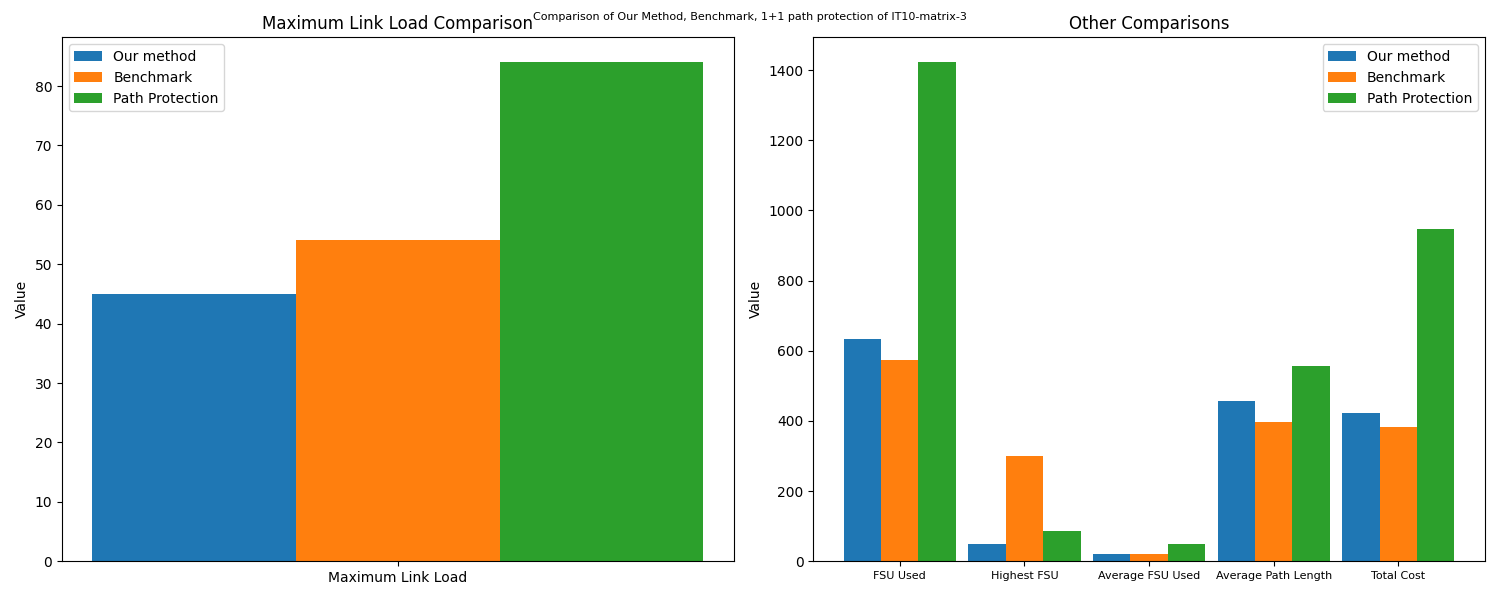 Comparison of Our Method, Benchmark, 1+1 path protection of IT10-matrix-3
Maximum Link Load Comparison
Our method
Benchmark
Path Protection
Value
80
70
60
50
40
30
20
10
0
Maximum Link Load
Other Comparisons
Our method
Benchmark
Path Protection
Value
1400
1200
1000
800
600
400
200
0
FSU Used
Highest FSU
Average FSU Used
Average Path Length
Total Cost